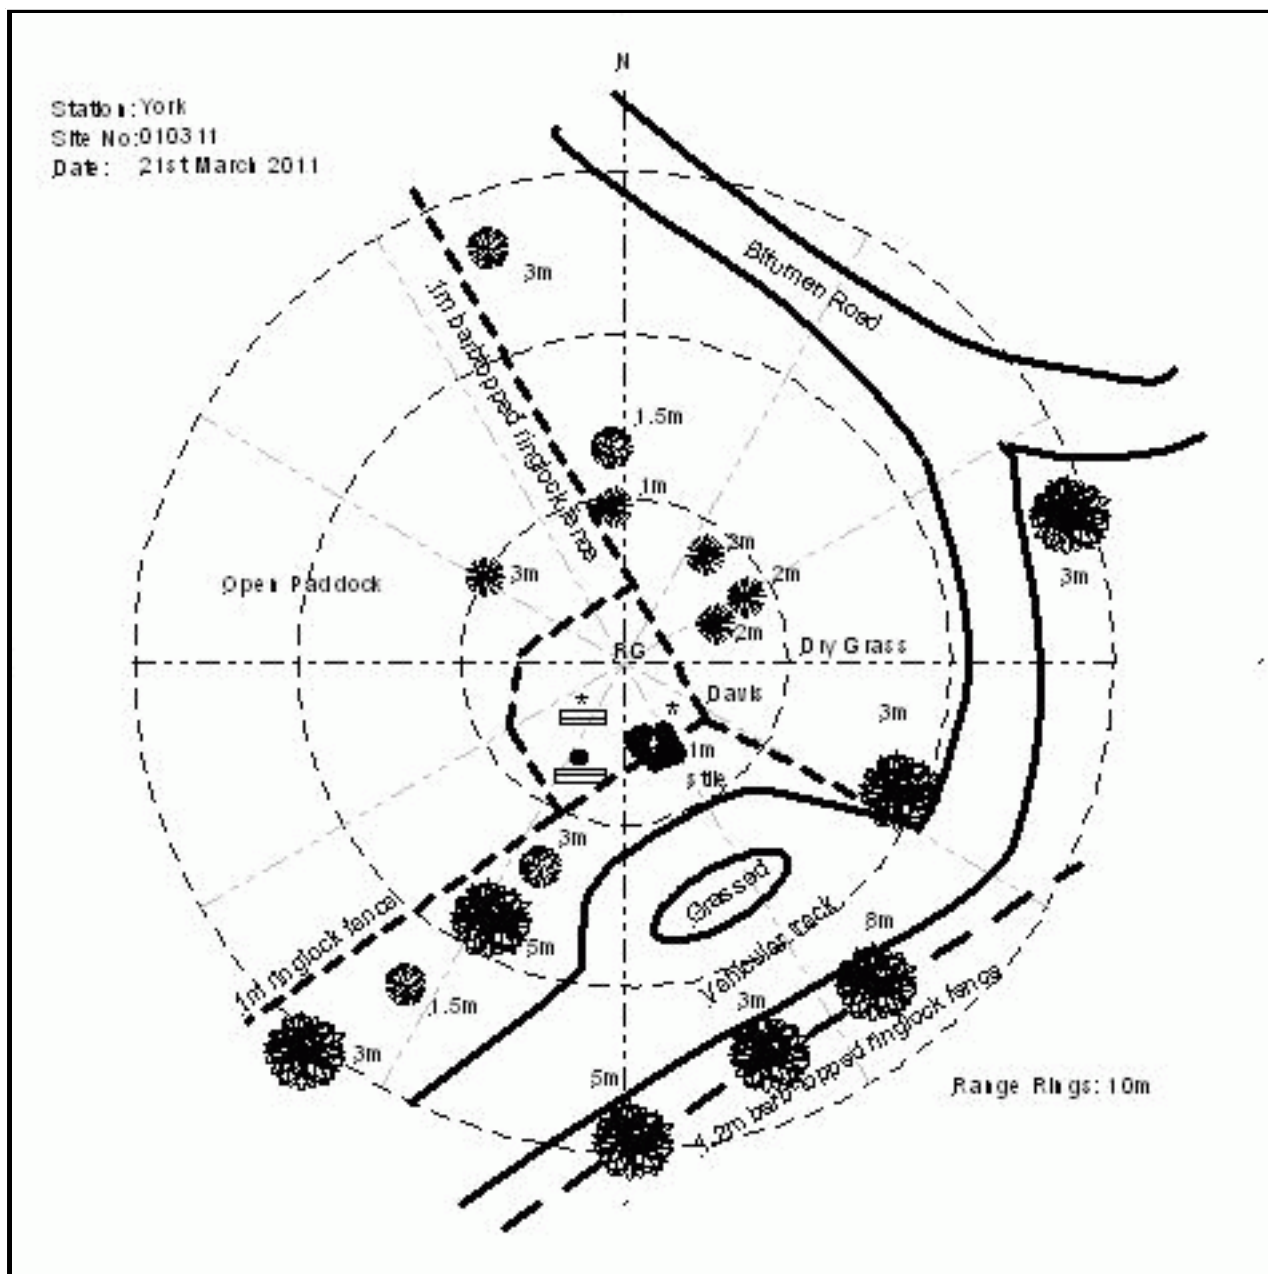 N
Station: York
Site No: 010311
Date: 21st March 2011
3m
Bitumen Road
1m barbtopped ringlock fence
1.5m
1m
3m
3m
2m
3m
Open Paddock
2m
RG
Dry Grass
Davis
3m
*
*
1m
stile
3m
Grassed
1m ringlock fence
5m
8m
Vehicular track
1.5m
3m
3m
5m
1.2m barbtopped ringlock fence
Range Rings: 10m